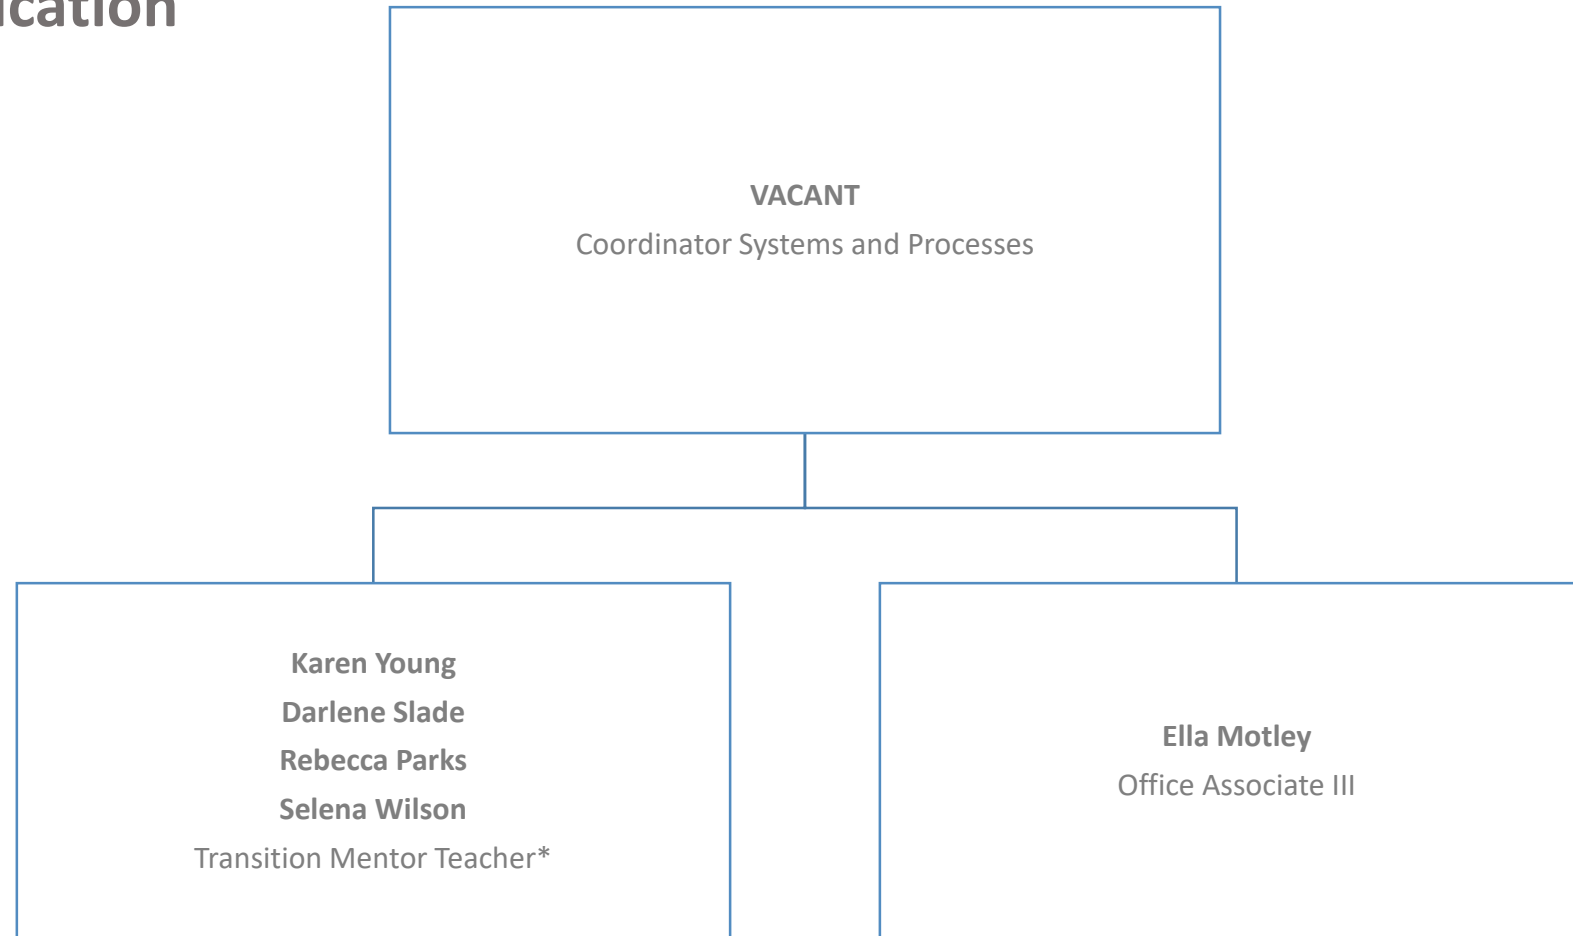 ication
VACANT
Coordinator Systems and Processes
Karen Young
Darlene Slade
Rebecca Parks
Selena Wilson
Transition Mentor Teacher*
Ella Motley
Office Associate III